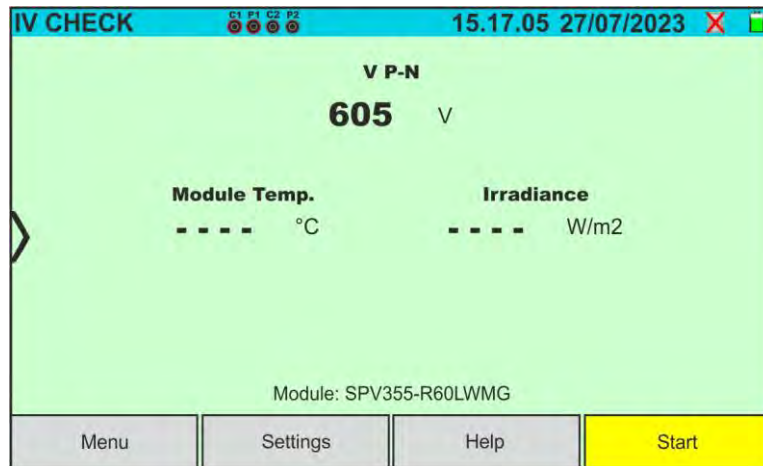 IV CHECK C1 P1 C2 P2 15.17.05 27/07/2023
V P-N
605 V
Module Temp. Irradiance
- - - - °C - - - - W/m2
Module: SPV355-R60LWMG
Menu Settings Help Start